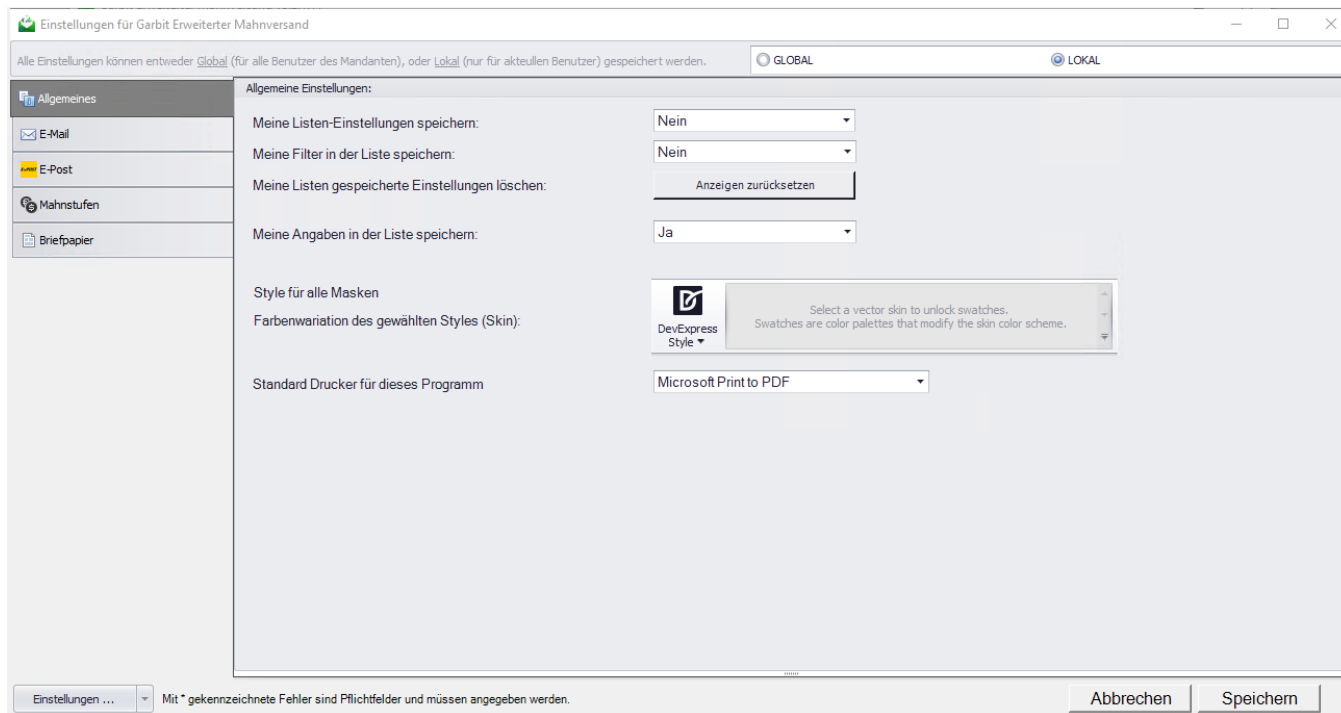 Einstellungen für Garbit Erweiterter Mahnversand
Alle Einstellungen können entweder Global (für alle Benutzer des Mandanten), oder Lokal (nur für akteullen Benutzer) gespeichert werden.
GLOBAL
LOKAL
Allgemeines
E-Mail
E-Post
Mahnstufen
Briefpapier
Allgemeine Einstellungen:
Meine Listen-Einstellungen speichern:
Nein
Meine Filter in der Liste speichern:
Nein
Meine Listen gespeicherte Einstellungen löschen:
Anzeigen zurücksetzen
Meine Angaben in der Liste speichern:
Ja
Style für alle Masken
Farbenwariation des gewählten Styles (Skin):
DevExpress
Style
Select a vector skin to unlock swatches.
Swatches are color palettes that modify the skin color scheme.
Standard Drucker für dieses Programm
Microsoft Print to PDF
Einstellungen ...
Mit * gekennzeichnete Fehler sind Pflichtfelder und müssen angegeben werden.
Abbrechen
Speichern